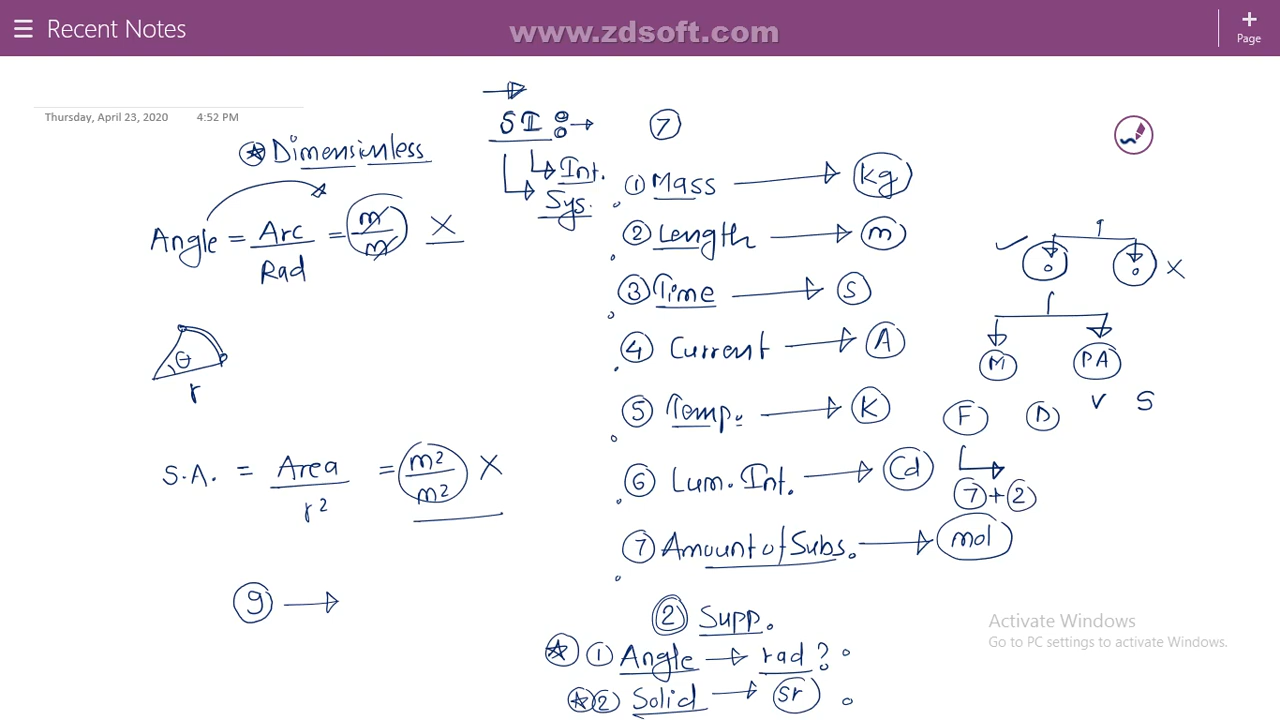 Recent Notes
www.zdsoft.com
+
Page
Thursday, April 23, 2020 4:52 PM
Dimensionless
Angle = Arc / Rad = m / m X
θ
r
S.A. = Area / r² = m² / m² X
9 →
SI : →
Int.
Sys.
7
1 Mass → kg
2 Length → m
3 Time → S
4 Current → A
5 Temp. → K
6 Lum. Int. → Cd
7 Amount of Subs. → mol
2 Supp.
1 Angle → rad ?
2 Solid → sr
X
M PA
V S
F D
7 + 2
Activate Windows
Go to PC settings to activate Windows.